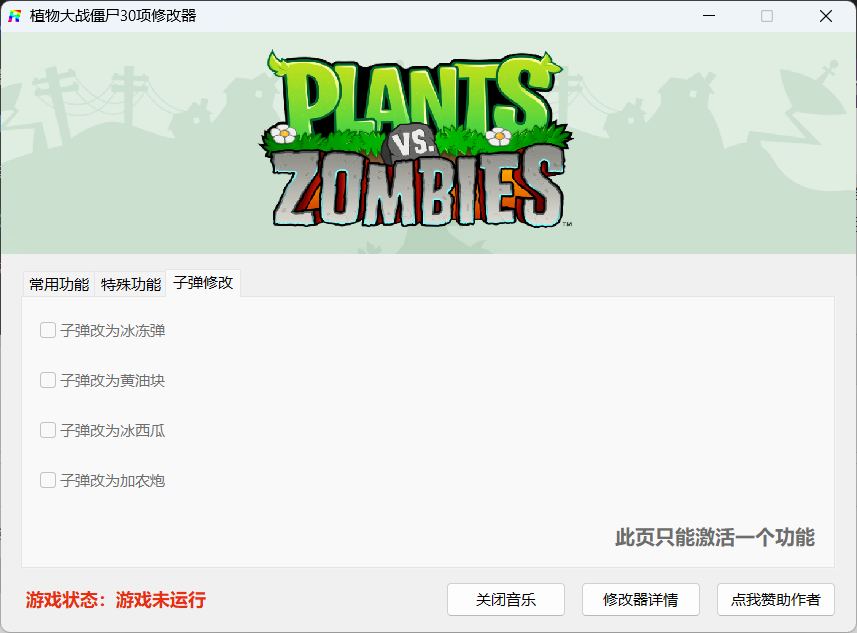 植物大战僵尸30项修改器
PLANTS
VS.
ZOMBIES™
常用功能 特殊功能 子弹修改
子弹改为冰冻弹
子弹改为黄油块
子弹改为冰西瓜
子弹改为加农炮
此页只能激活一个功能
游戏状态：游戏未运行 关闭音乐 修改器详情 点我赞助作者